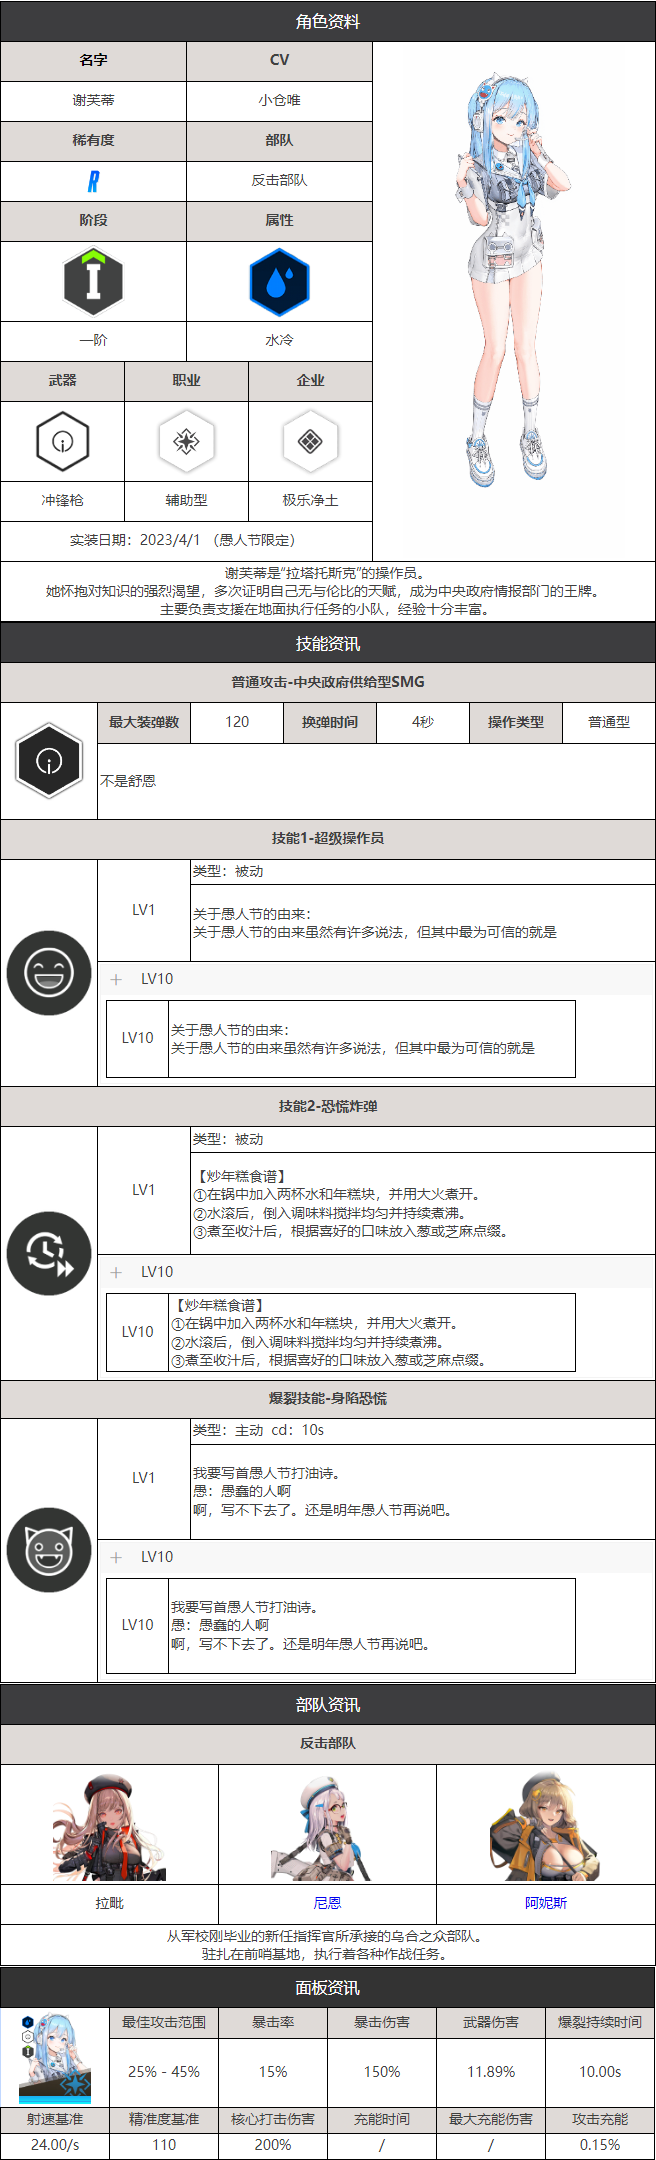 角色资料
名字
CV
谢芙蒂
小仓唯
稀有度
部队
R
反击部队
阶段
属性
I
一阶
水冷
武器
职业
企业
冲锋枪
辅助型
极乐净土
实装日期：2023/4/1 （愚人节限定）
谢芙蒂是“拉塔托斯克”的操作员。
她怀抱对知识的强烈渴望，多次证明自己无与伦比的天赋，成为中央政府情报部门的王牌。
主要负责支援在地面执行任务的小队，经验十分丰富。
技能资讯
普通攻击-中央政府供给型SMG
最大装弹数
120
换弹时间
4秒
操作类型
普通型
不是舒恩
技能1-超级操作员
LV1
类型：被动
关于愚人节的由来：
关于愚人节的由来虽然有许多说法，但其中最为可信的就是
+ LV10
LV10
关于愚人节的由来：
关于愚人节的由来虽然有许多说法，但其中最为可信的就是
技能2-恐慌炸弹
LV1
类型：被动
【炒年糕食谱】
①在锅中加入两杯水和年糕块，并用大火煮开。
②水滚后，倒入调味料搅拌均匀并持续煮沸。
③煮至收汁后，根据喜好的口味放入葱或芝麻点缀。
+ LV10
LV10
【炒年糕食谱】
①在锅中加入两杯水和年糕块，并用大火煮开。
②水滚后，倒入调味料搅拌均匀并持续煮沸。
③煮至收汁后，根据喜好的口味放入葱或芝麻点缀。
爆裂技能-身陷恐慌
LV1
类型：主动 cd：10s
我要写首愚人节打油诗。
愚：愚蠢的人啊
啊，写不下去了。还是明年愚人节再说吧。
+ LV10
LV10
我要写首愚人节打油诗。
愚：愚蠢的人啊
啊，写不下去了。还是明年愚人节再说吧。
部队资讯
反击部队
拉毗
尼恩
阿妮斯
从军校刚毕业的新任指挥官所承接的乌合之众部队。
驻扎在前哨基地，执行着各种作战任务。
面板资讯
最佳攻击范围
暴击率
暴击伤害
武器伤害
爆裂持续时间
25% - 45%
15%
150%
11.89%
10.00s
射速基准
精准度基准
核心打击伤害
充能时间
最大充能伤害
攻击充能
24.00/s
110
200%
/
/
0.15%